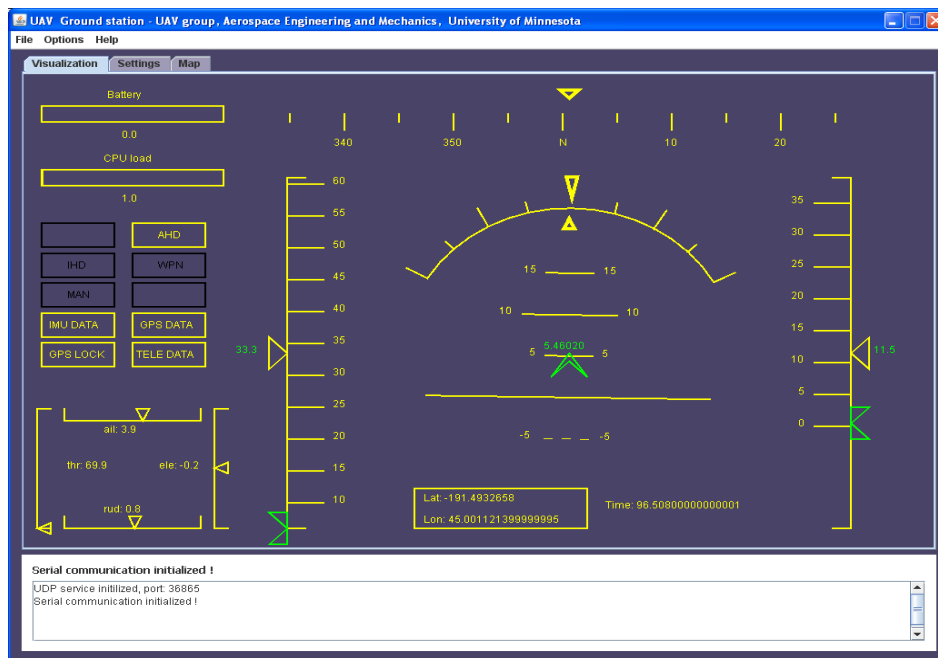 UAV Ground station - UAV group, Aerospace Engineering and Mechanics, University of Minnesota
File Options Help
Visualization Settings Map
Battery
0.0
CPU load
1.0
AHD
IHD WPN
MAN
IMU DATA GPS DATA
GPS LOCK TELE DATA
ail: 3.9
thr: 69.9 ele: -0.2
rud: 0.8
340 350 N 10 20
60
55
50
45
40
35
30
25
20
15
10
33.3
15 15
10 10
5.46020
5 5
-5 -5
35
30
25
20
15
10
5
0
11.5
Lat: -191.4932658
Lon: 45.001121399999995
Time: 96.50800000000001
Serial communication initialized !
UDP service initilized, port: 36865
Serial communication initialized !